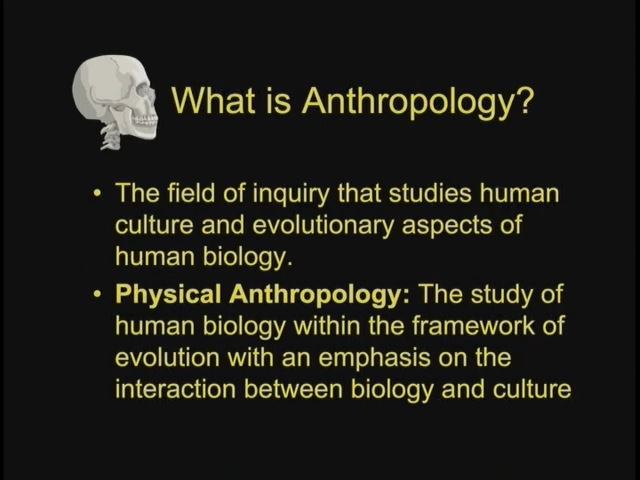 What is Anthropology?
• The field of inquiry that studies human
culture and evolutionary aspects of
human biology.
• Physical Anthropology: The study of
human biology within the framework of
evolution with an emphasis on the
interaction between biology and culture